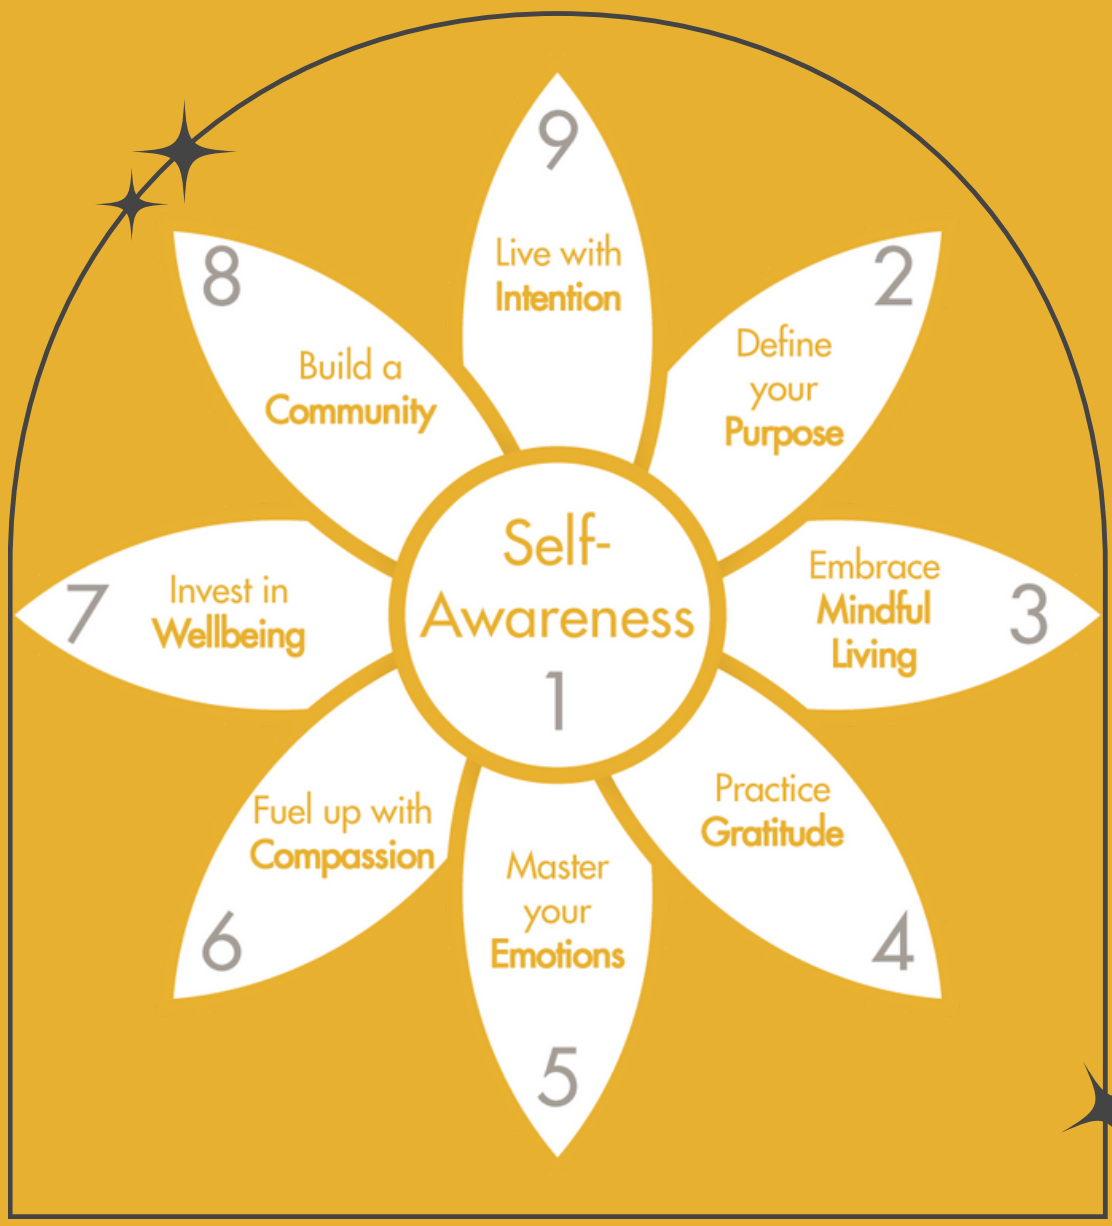 Self-
Awareness
1
2
Define
your
Purpose
Embrace
Mindful
Living
3
Practice
Gratitude
4
Master
your
Emotions
5
Fuel up with
Compassion
6
7
Invest in
Wellbeing
8
Build a
Community
9
Live with
Intention